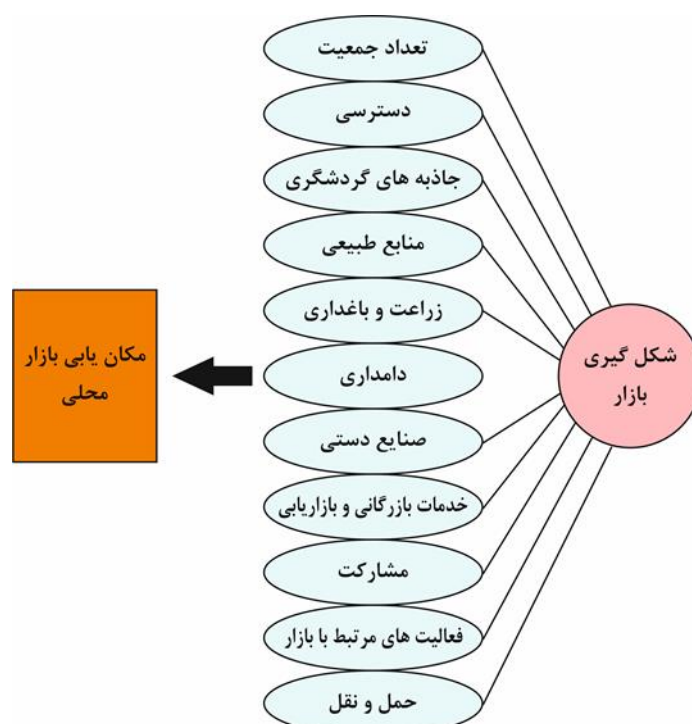 تعداد جمعیت
دسترسی
جاذبه های گردشگری
منابع طبیعی
زراعت و باغداری
دامداری
صنایع دستی
خدمات بازرگانی و بازاریابی
مشارکت
فعالیت های مرتبط با بازار
حمل و نقل
شکل گیری
بازار
مکان یابی بازار
محلی